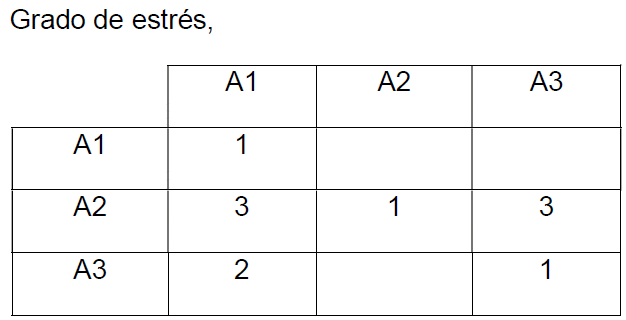 Grado de estrés,
A1 A2 A3
A1 1
A2 3 1 3
A3 2 1